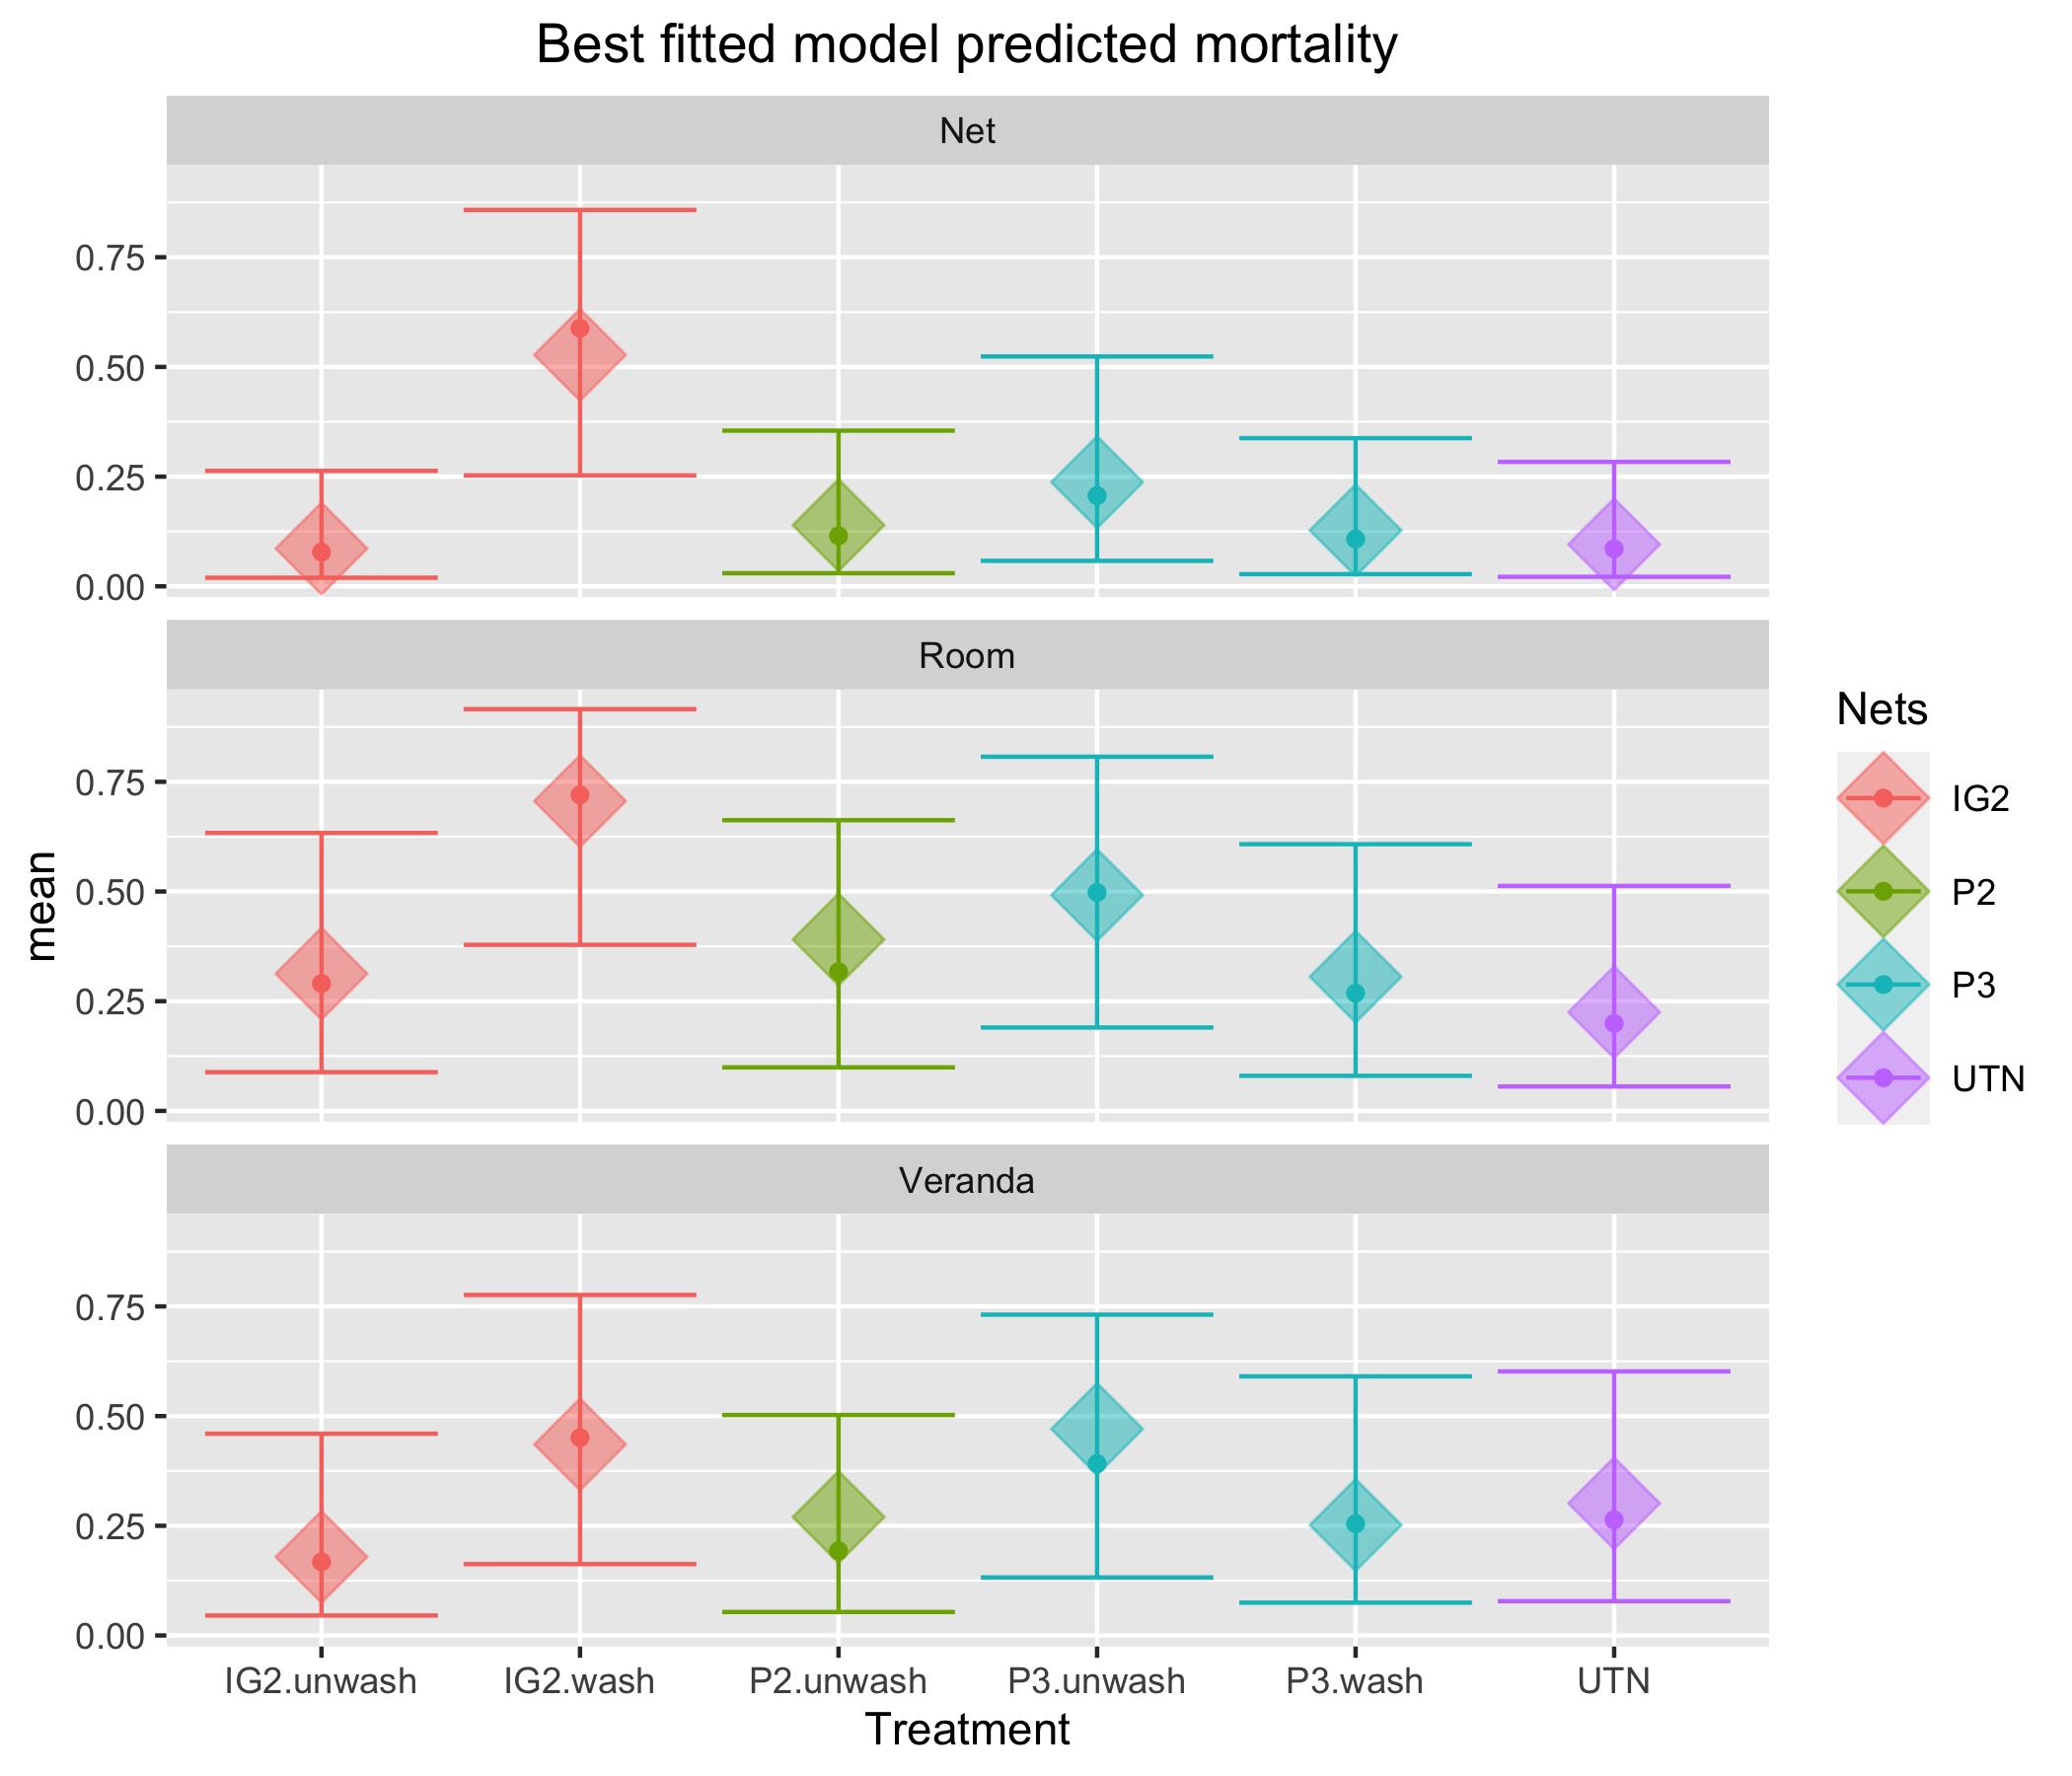 Best fitted model predicted mortality
Net
0.75
0.50
0.25
0.00
Room
0.75
0.50
0.25
0.00
Veranda
0.75
0.50
0.25
0.00
mean
IG2.unwash IG2.wash P2.unwash P3.unwash P3.wash UTN
Treatment
Nets
IG2
P2
P3
UTN